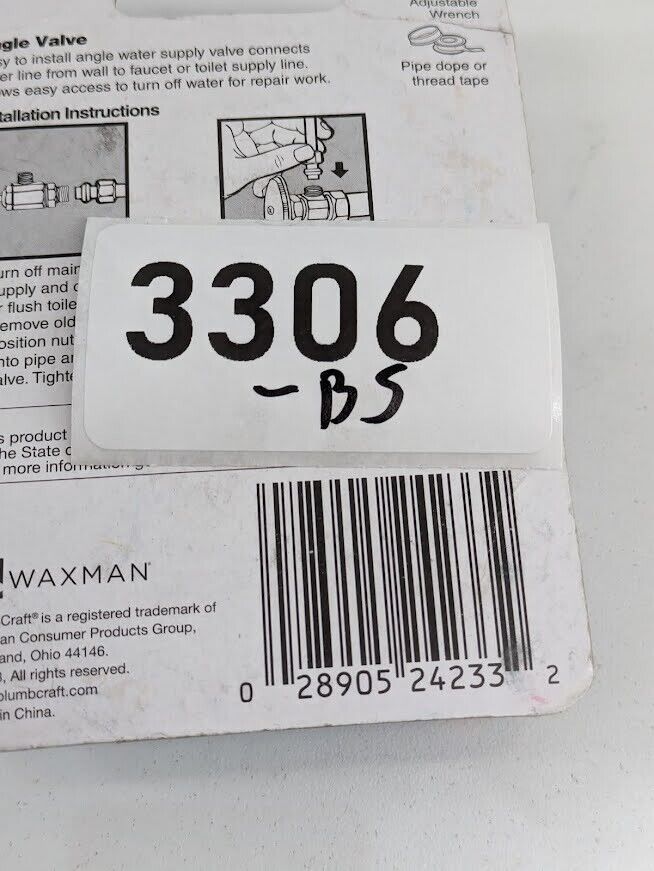 Adjustable
Wrench
Pipe dope or
thread tape
gle Valve
sy to install angle water supply valve connects
er line from wall to faucet or toilet supply line.
ws easy access to turn off water for repair work.
tallation Instructions
urn off main
upply and
flush toile
emove old
osition nut
nto pipe a
alve. Tight
3306
-BS
s product
he State
more information
WAXMAN
Craft® is a registered trademark of
an Consumer Products Group,
and, Ohio 44146.
, All rights reserved.
lumbcraft.com
in China.
0 28905 24233 2